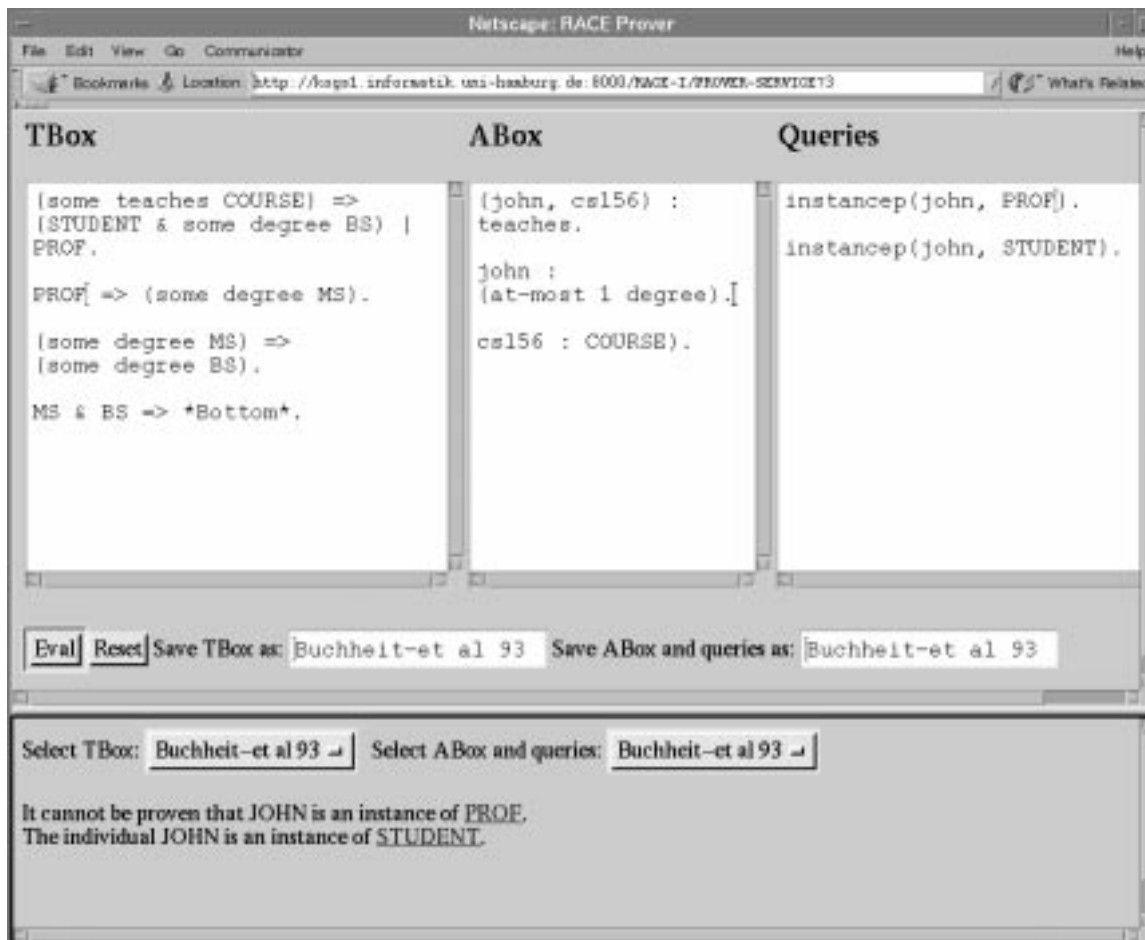 Netscape: RACE Prover
File Edit View Go Communicator Help
Bookmarks Location: http://kogs1.informatik.uni-hamburg.de:8000/RACE-I/PROVER-SERVICE?3 What's Related
TBox
(some teaches COURSE) =>
(STUDENT & some degree BS) |
PROF.
PROF => (some degree MS).
(some degree MS) =>
(some degree BS).
MS & BS => *Bottom*.
ABox
(john, cs156) :
teaches.
john :
(at-most 1 degree).
cs156 : COURSE).
Queries
instancep(john, PROF).
instancep(john, STUDENT).
Eval Reset Save TBox as: Buchheit-et al 93 Save ABox and queries as: Buchheit-et al 93
Select TBox: Buchheit-et al 93 Select ABox and queries: Buchheit-et al 93
It cannot be proven that JOHN is an instance of PROF.
The individual JOHN is an instance of STUDENT.